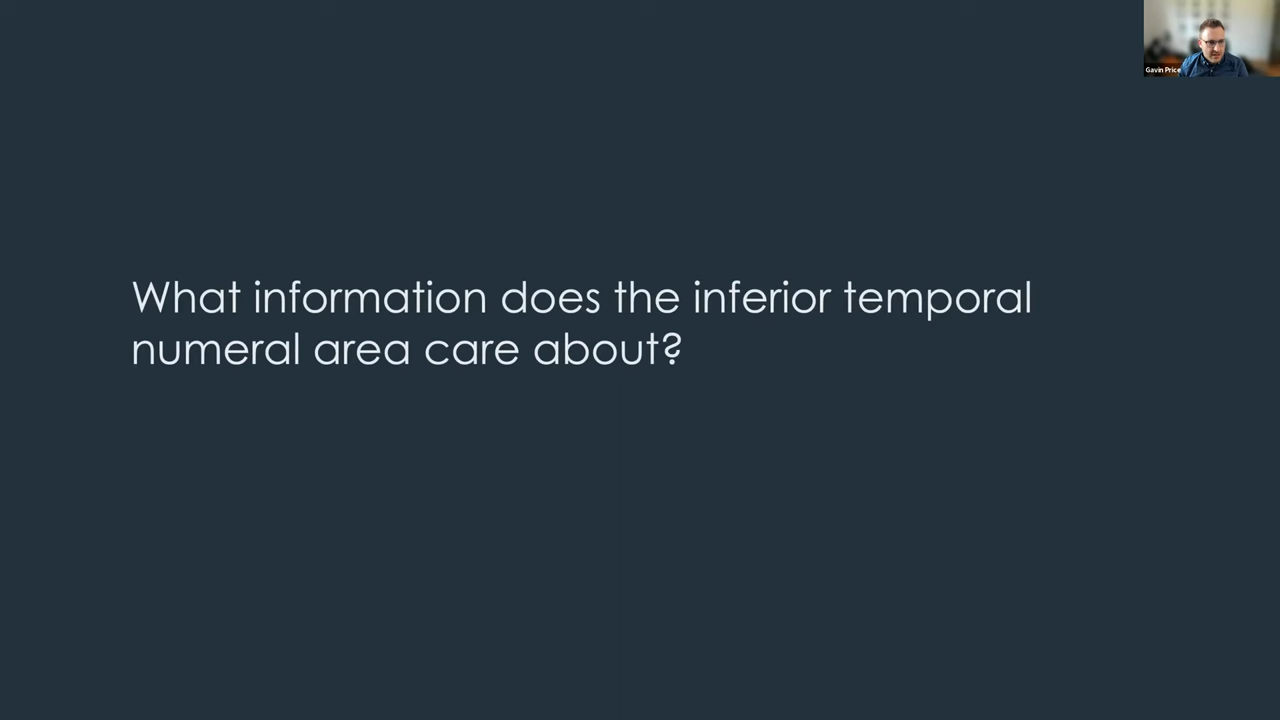 Gavin Price
What information does the inferior temporal
numeral area care about?